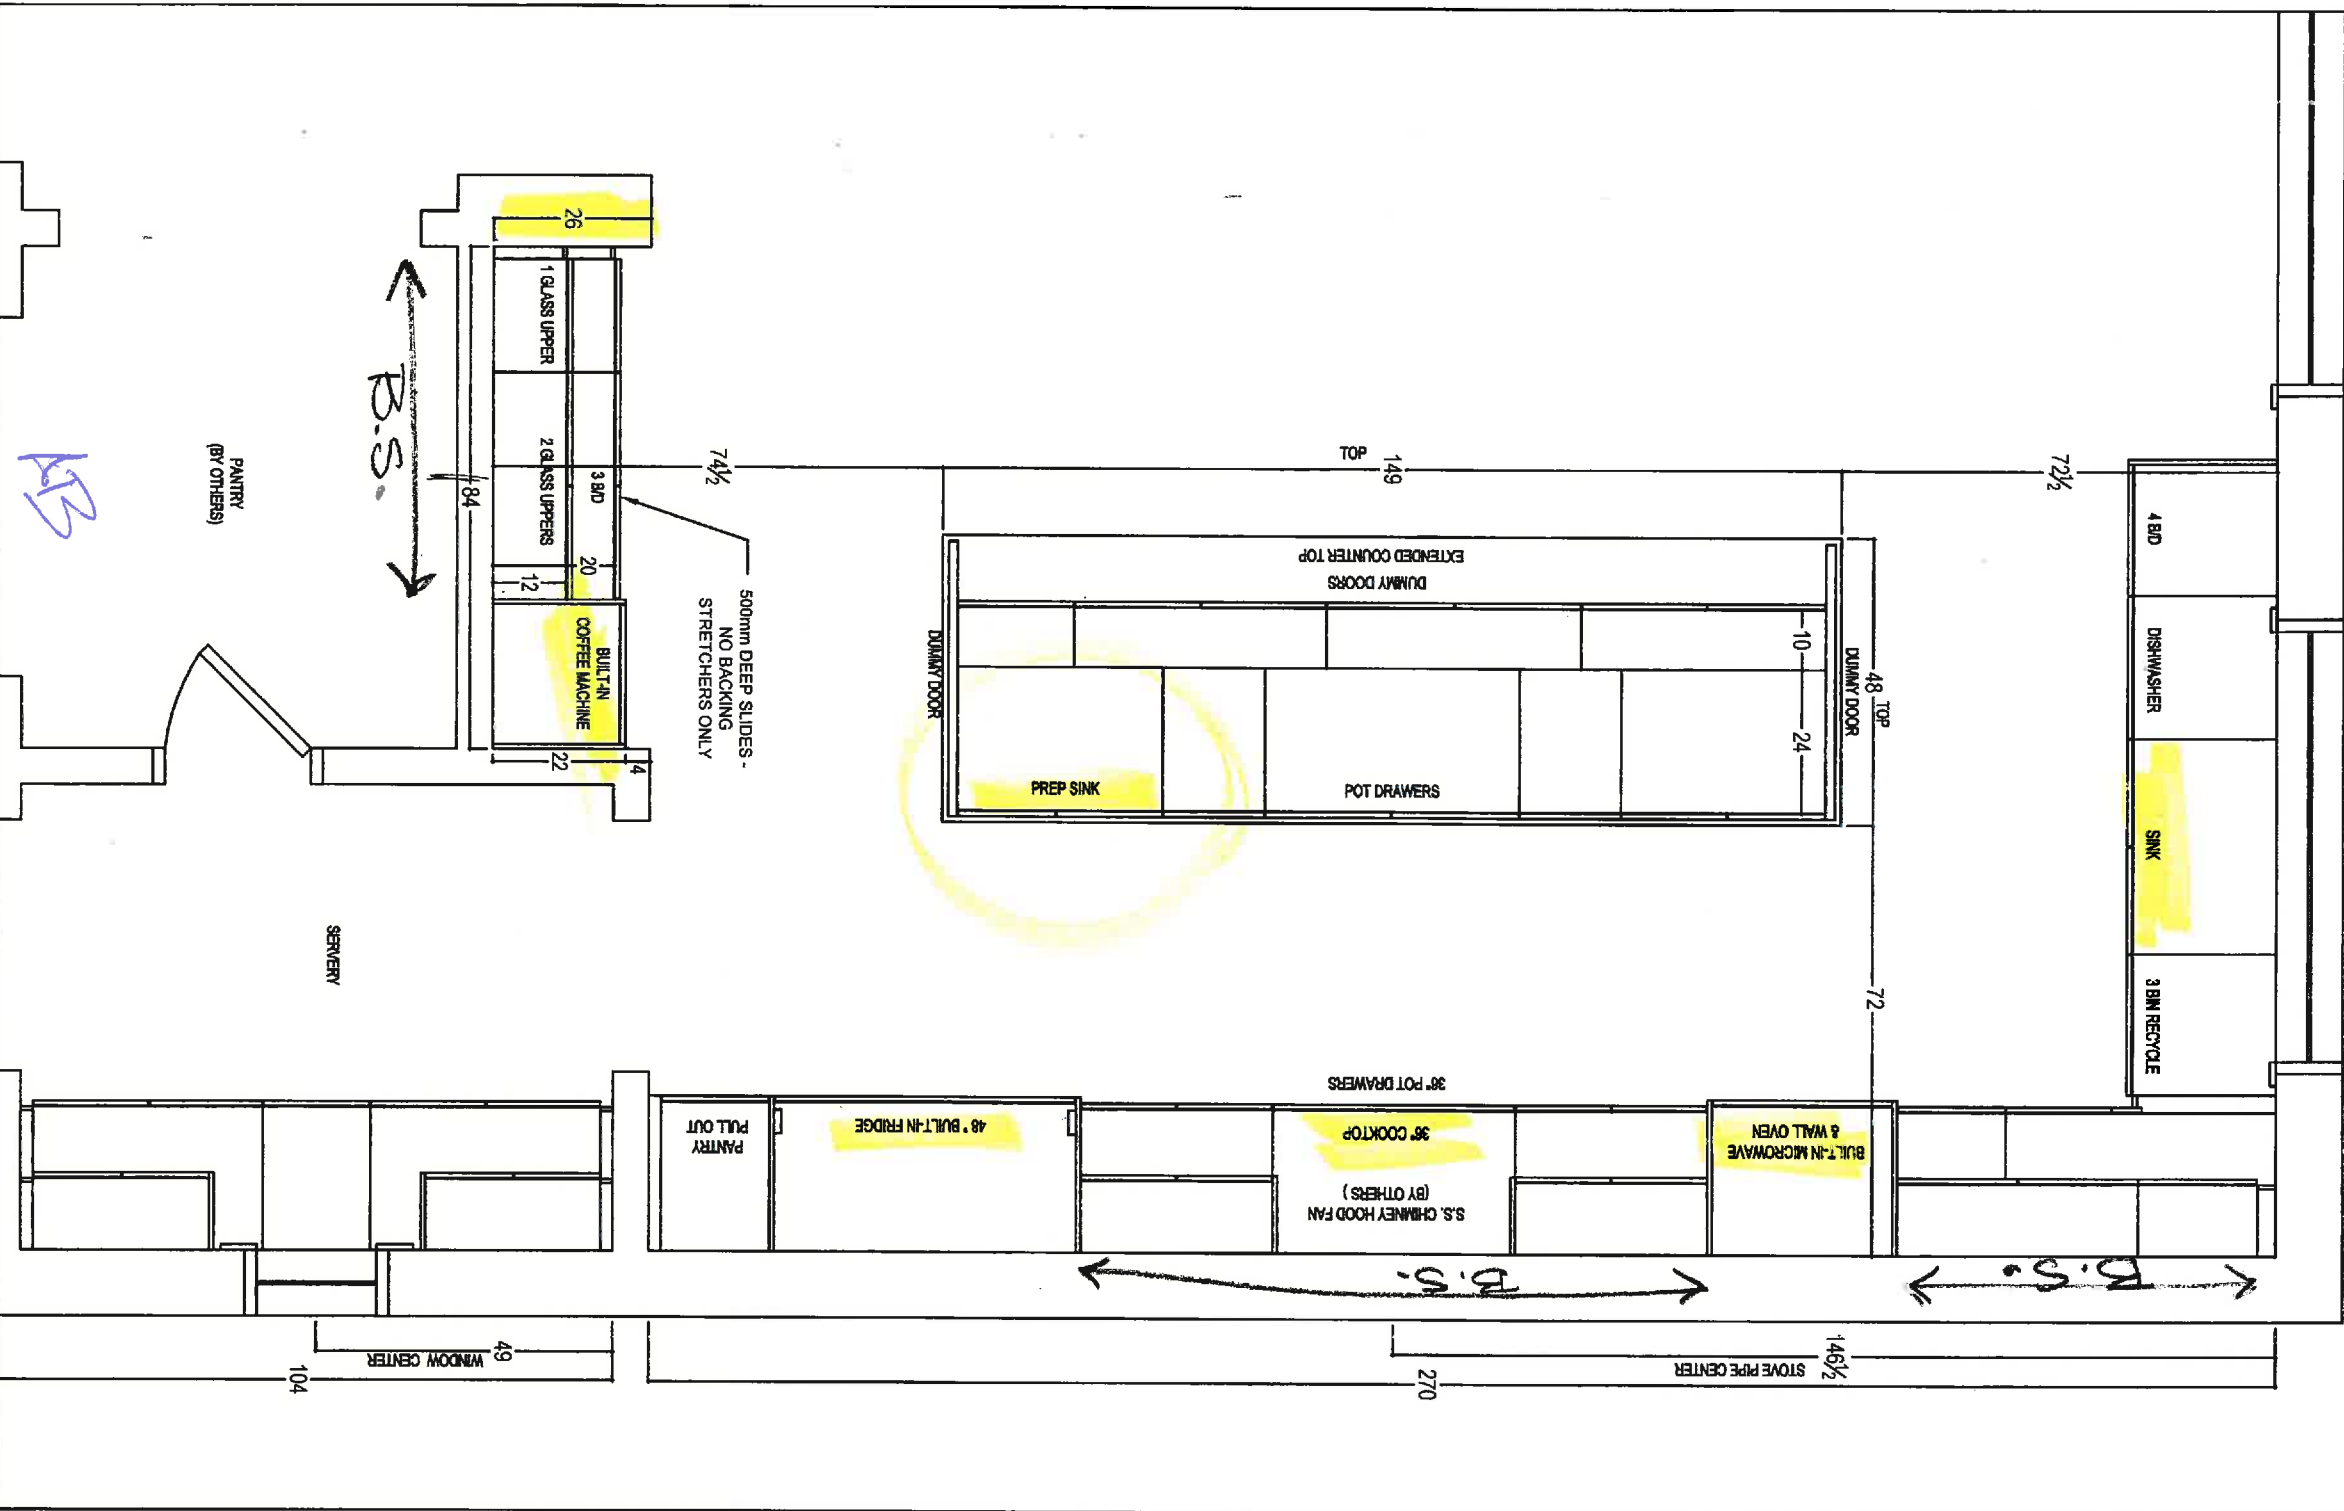 26
1 GLASS UPPER
2 GLASS UPPERS
3 B/D
20
12
BUILT-IN
COFFEE MACHINE
22
4
84
B.S.
PANTRY
(BY OTHERS)
AB
SERVERY
500mm DEEP SLIDES -
NO BACKING
STRETCHERS ONLY
74½
TOP
149
72½
EXTENDED COUNTER TOP
DUMMY DOORS
DUMMY DOOR
DUMMY DOOR
TOP
48
10
24
PREP SINK
POT DRAWERS
72
4 B/D
DISHWASHER
SINK
3 BIN RECYCLE
36" POT DRAWERS
PANTRY
PULL OUT
48" BUILT-IN FRIDGE
36" COOKTOP
S.S. CHIMNEY HOOD FAN
(BY OTHERS)
BUILT-IN MICROWAVE
& WALL OVEN
B.S.
B.S.
49
WINDOW CENTER
104
146½
STOVE PIPE CENTER
270